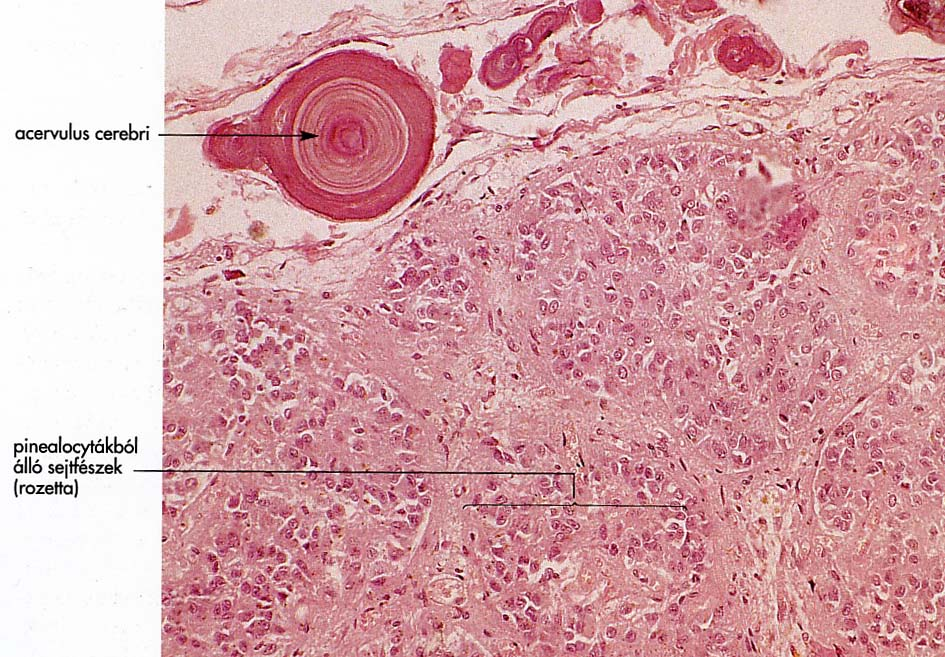 acervulus cerebri
pinealocytákból
álló sejtfészek
(rozetta)